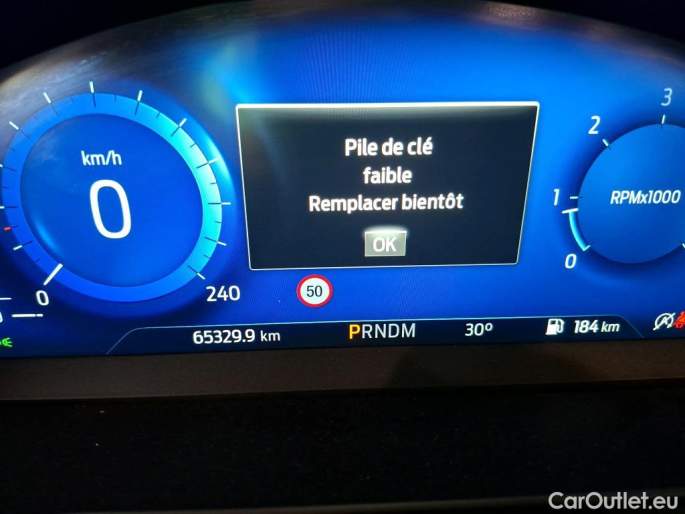 Pile de clé
faible
Remplacer bientôt
OK
km/h
0
0
240
50
3
2
1
0
RPMx1000
65329.9 km PRNDM 30° 184 km
CarOutlet.eu